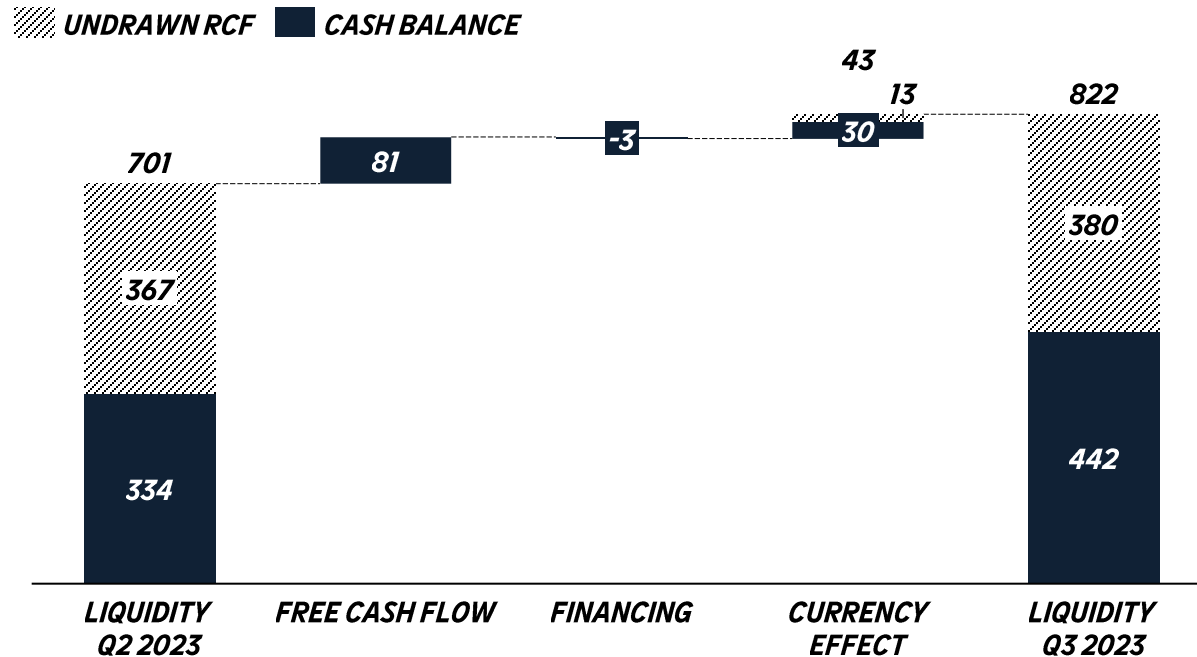 UNDRAWN RCF CASH BALANCE
43
13
822
701
81
-3
30
380
367
334
442
LIQUIDITY
Q2 2023
FREE CASH FLOW
FINANCING
CURRENCY
EFFECT
LIQUIDITY
Q3 2023